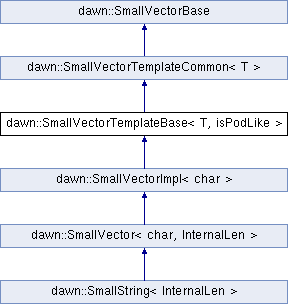 dawn::SmallVectorBase
dawn::SmallVectorTemplateCommon< T >
dawn::SmallVectorTemplateBase< T, isPodLike >
dawn::SmallVectorImpl< char >
dawn::SmallVector< char, InternalLen >
dawn::SmallString< InternalLen >